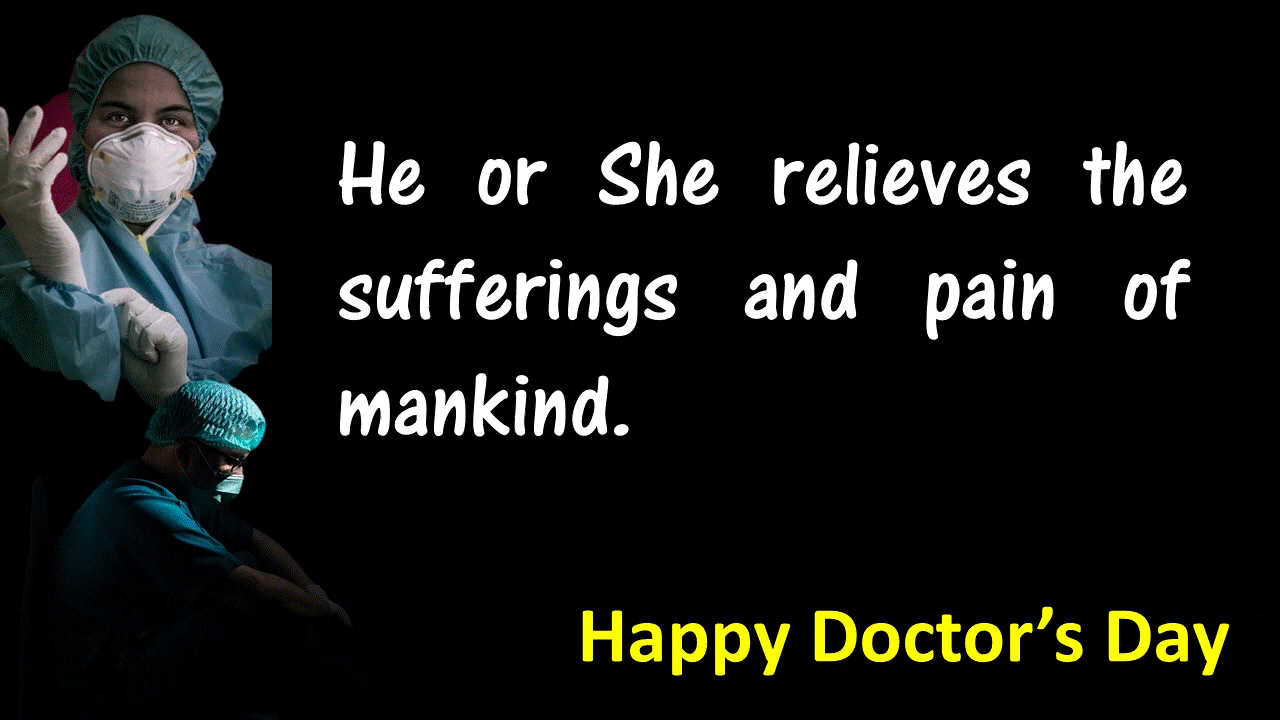 He or She relieves the
sufferings and pain of
mankind.
Happy Doctor’s Day